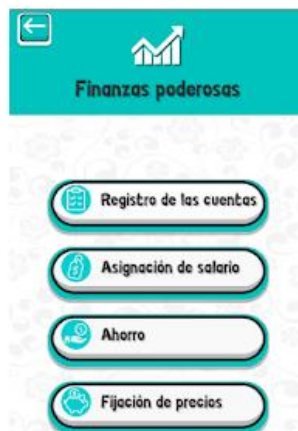 Finanzas poderosas
Registro de las cuentas
Asignación de salario
Ahorro
Fijación de precios